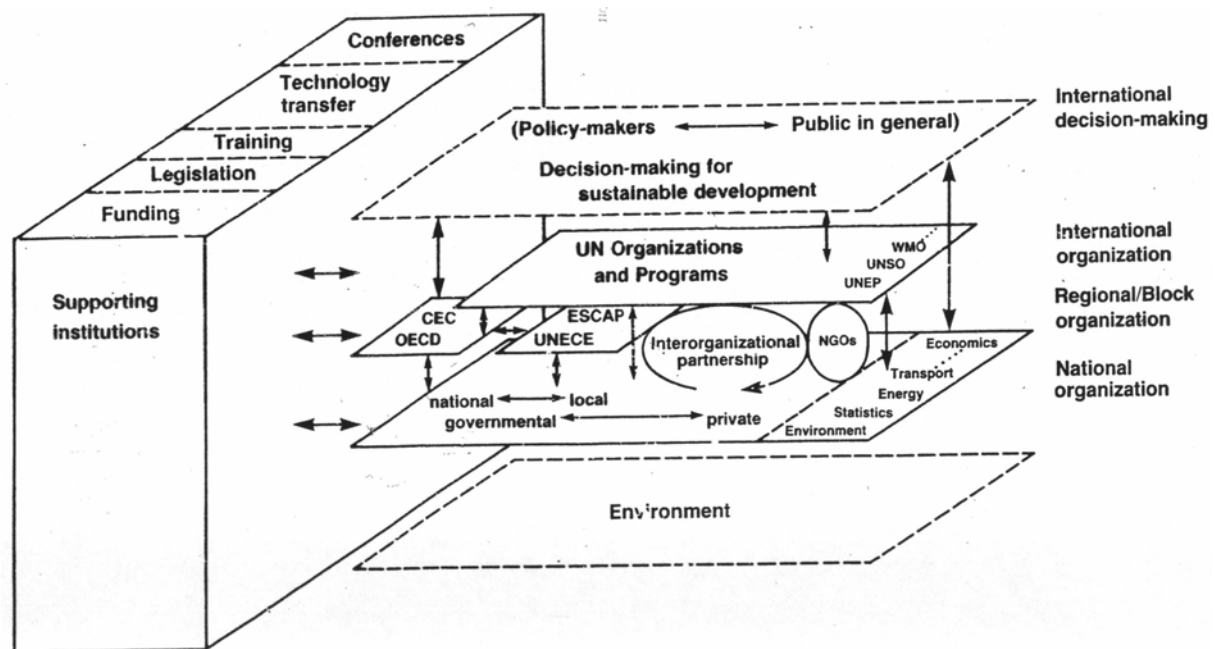 Conferences
Technology
transfer
Training
Legislation
Funding
Supporting
institutions
(Policy-makers
Public in general)
Decision-making for
sustainable development
International
decision-making
UN Organizations
and Programs
WMO
UNSO
UNEP
International
organization
CEC
OECD
ESCAP
UNECE
Interorganizational
partnership
NGOs
Regional/Block
organization
Economics
Transport
Energy
Statistics
Environment
national
local
governmental
private
National
organization
Environment